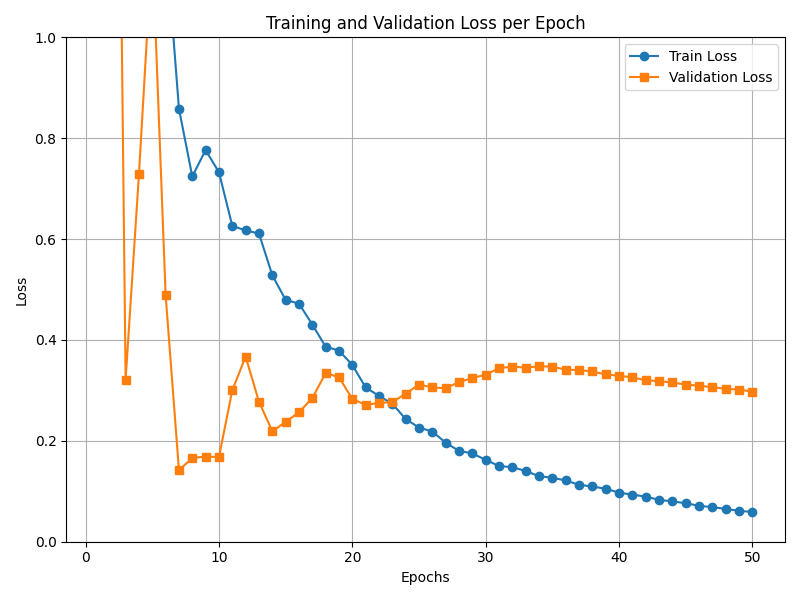 Training and Validation Loss per Epoch
Train Loss
Validation Loss
1.0
0.8
0.6
0.4
0.2
0.0
Loss
0 10 20 30 40 50
Epochs